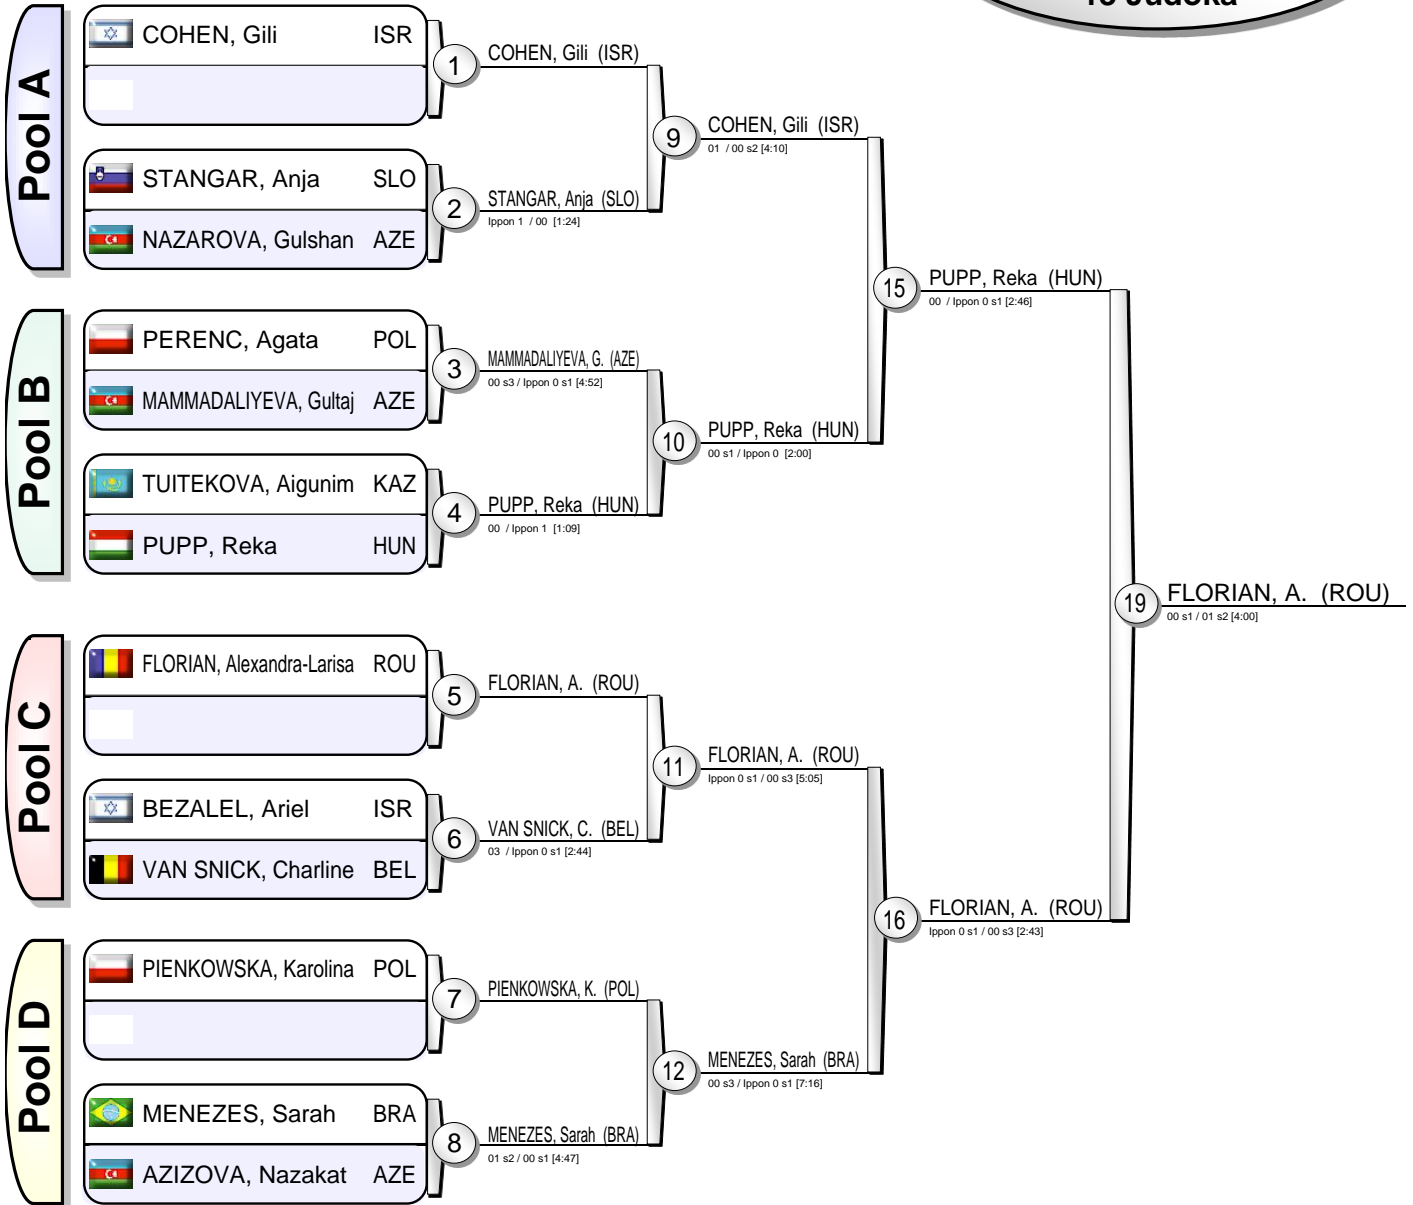 13 Judoka
Pool A
COHEN, Gili ISR
STANGAR, Anja SLO
NAZAROVA, Gulshan AZE
Pool B
PERENC, Agata POL
MAMMADALIYEVA, Gultaj AZE
TUITEKOVA, Aigunim KAZ
PUPP, Reka HUN
Pool C
FLORIAN, Alexandra-Larisa ROU
BEZALEL, Ariel ISR
VAN SNICK, Charline BEL
Pool D
PIENKOWSKA, Karolina POL
MENEZES, Sarah BRA
AZIZOVA, Nazakat AZE
1 COHEN, Gili (ISR)
2 STANGAR, Anja (SLO)
Ippon 1 / 00 [1:24]
3 MAMMADALIYEVA, G. (AZE)
00 s3 / Ippon 0 s1 [4:52]
4 PUPP, Reka (HUN)
00 / Ippon 1 [1:09]
5 FLORIAN, A. (ROU)
6 VAN SNICK, C. (BEL)
03 / Ippon 0 s1 [2:44]
7 PIENKOWSKA, K. (POL)
8 MENEZES, Sarah (BRA)
01 s2 / 00 s1 [4:47]
9 COHEN, Gili (ISR)
01 / 00 s2 [4:10]
10 PUPP, Reka (HUN)
00 s1 / Ippon 0 [2:00]
11 FLORIAN, A. (ROU)
Ippon 0 s1 / 00 s3 [5:05]
12 MENEZES, Sarah (BRA)
00 s3 / Ippon 0 s1 [7:16]
15 PUPP, Reka (HUN)
00 / Ippon 0 s1 [2:46]
16 FLORIAN, A. (ROU)
Ippon 0 s1 / 00 s3 [2:43]
19 FLORIAN, A. (ROU)
00 s1 / 01 s2 [4:00]